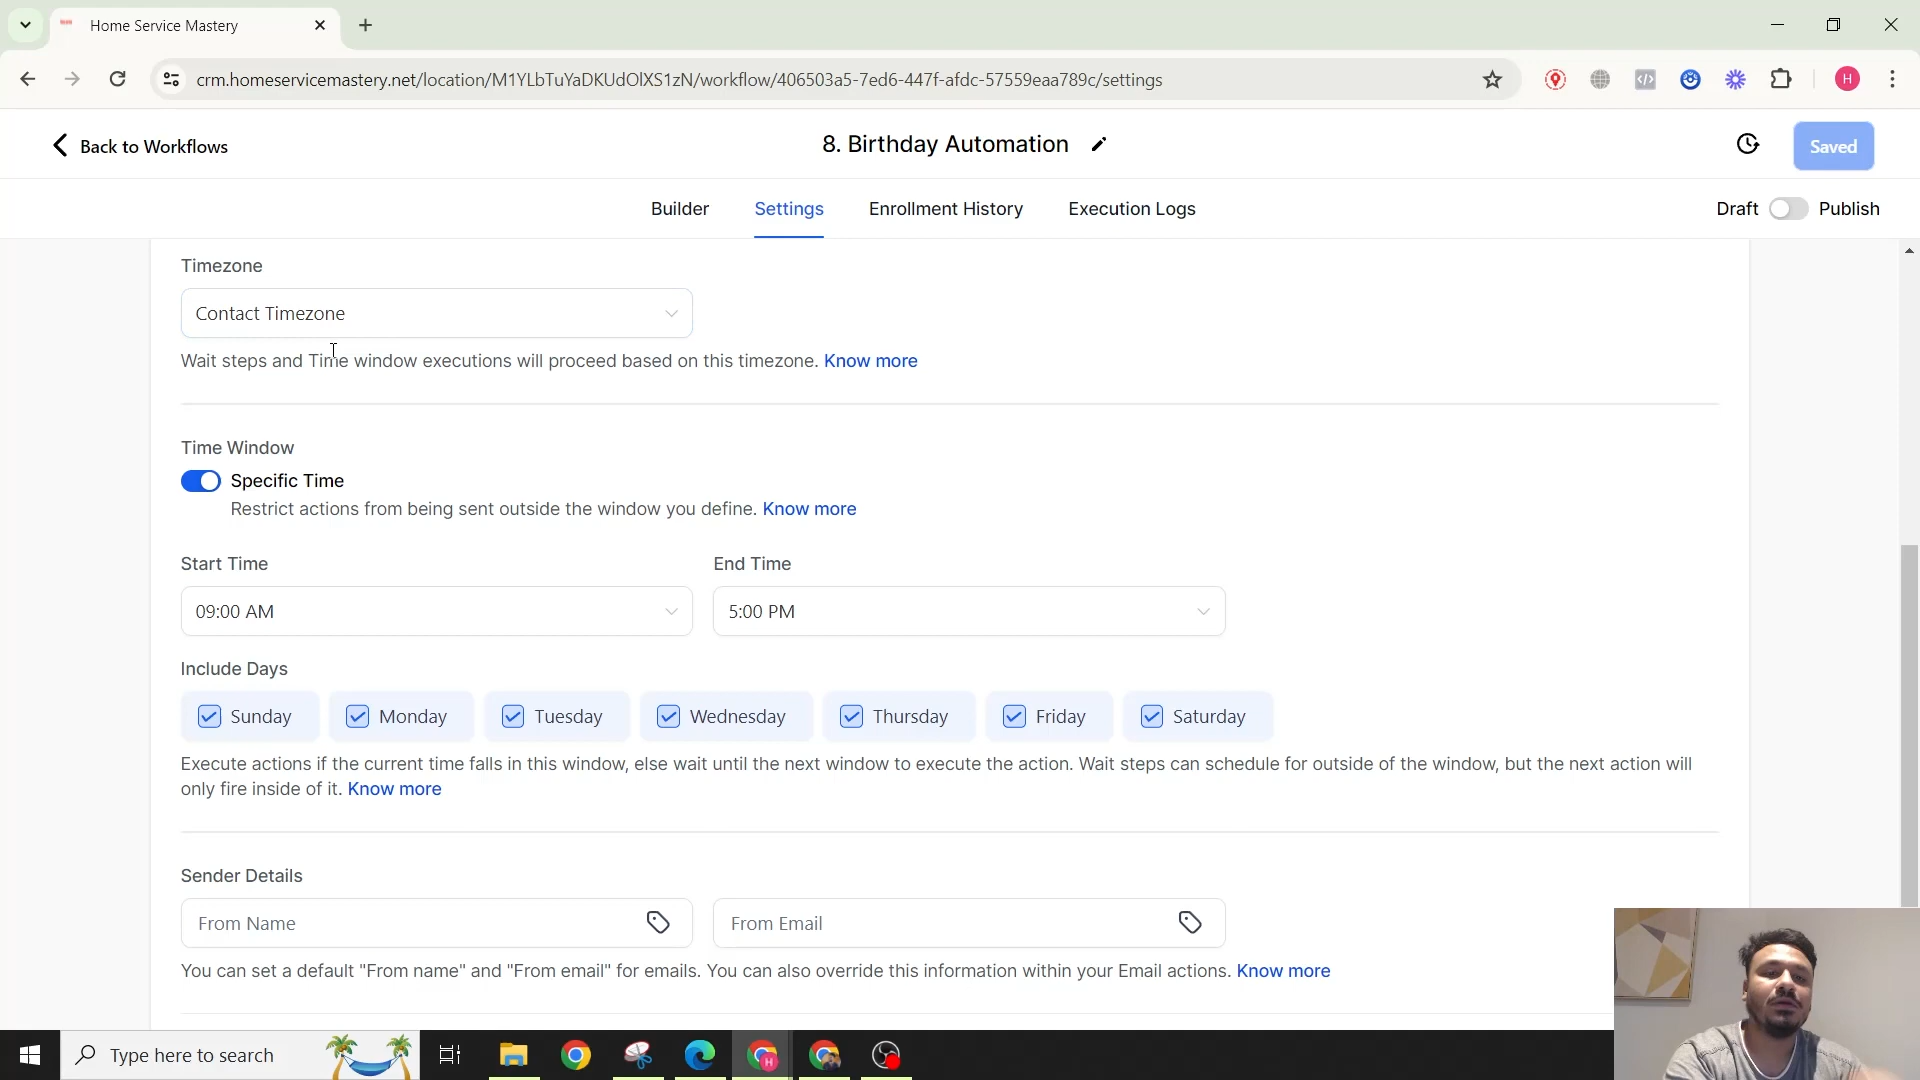 Home Service Mastery
crm.homeservicemastery.net/location/M1YLbTuYaDKUdOlXS1zN/workflow/406503a5-7ed6-447f-afdc-57559eaa789c/settings
H
Back to Workflows
8. Birthday Automation
Saved
Builder
Settings
Enrollment History
Execution Logs
Draft
Publish
Timezone
Contact Timezone
Wait steps and Time window executions will proceed based on this timezone. Know more
Time Window
Specific Time
Restrict actions from being sent outside the window you define. Know more
Start Time
End Time
09:00 AM
5:00 PM
Include Days
Sunday
Monday
Tuesday
Wednesday
Thursday
Friday
Saturday
Execute actions if the current time falls in this window, else wait until the next window to execute the action. Wait steps can schedule for outside of the window, but the next action will
only fire inside of it. Know more
Sender Details
From Name
From Email
You can set a default "From name" and "From email" for emails. You can also override this information within your Email actions. Know more
Type here to search